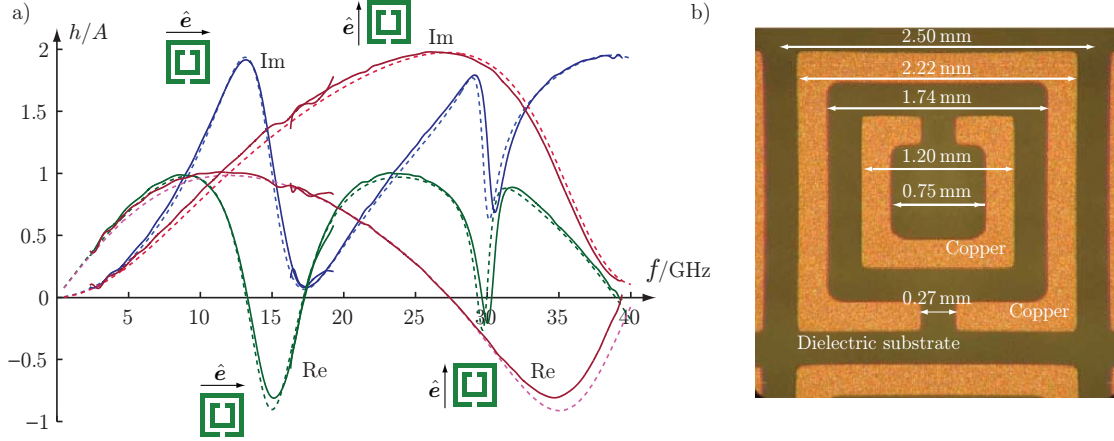 a)
h/A
ê
Im
ê
Im
2
1.5
1
0.5
0
−0.5
−1
5
10
15
20
25
30
35
40
f/GHz
ê
Re
ê
Re
b)
2.50 mm
2.22 mm
1.74 mm
1.20 mm
0.75 mm
Copper
0.27 mm
Copper
Dielectric substrate